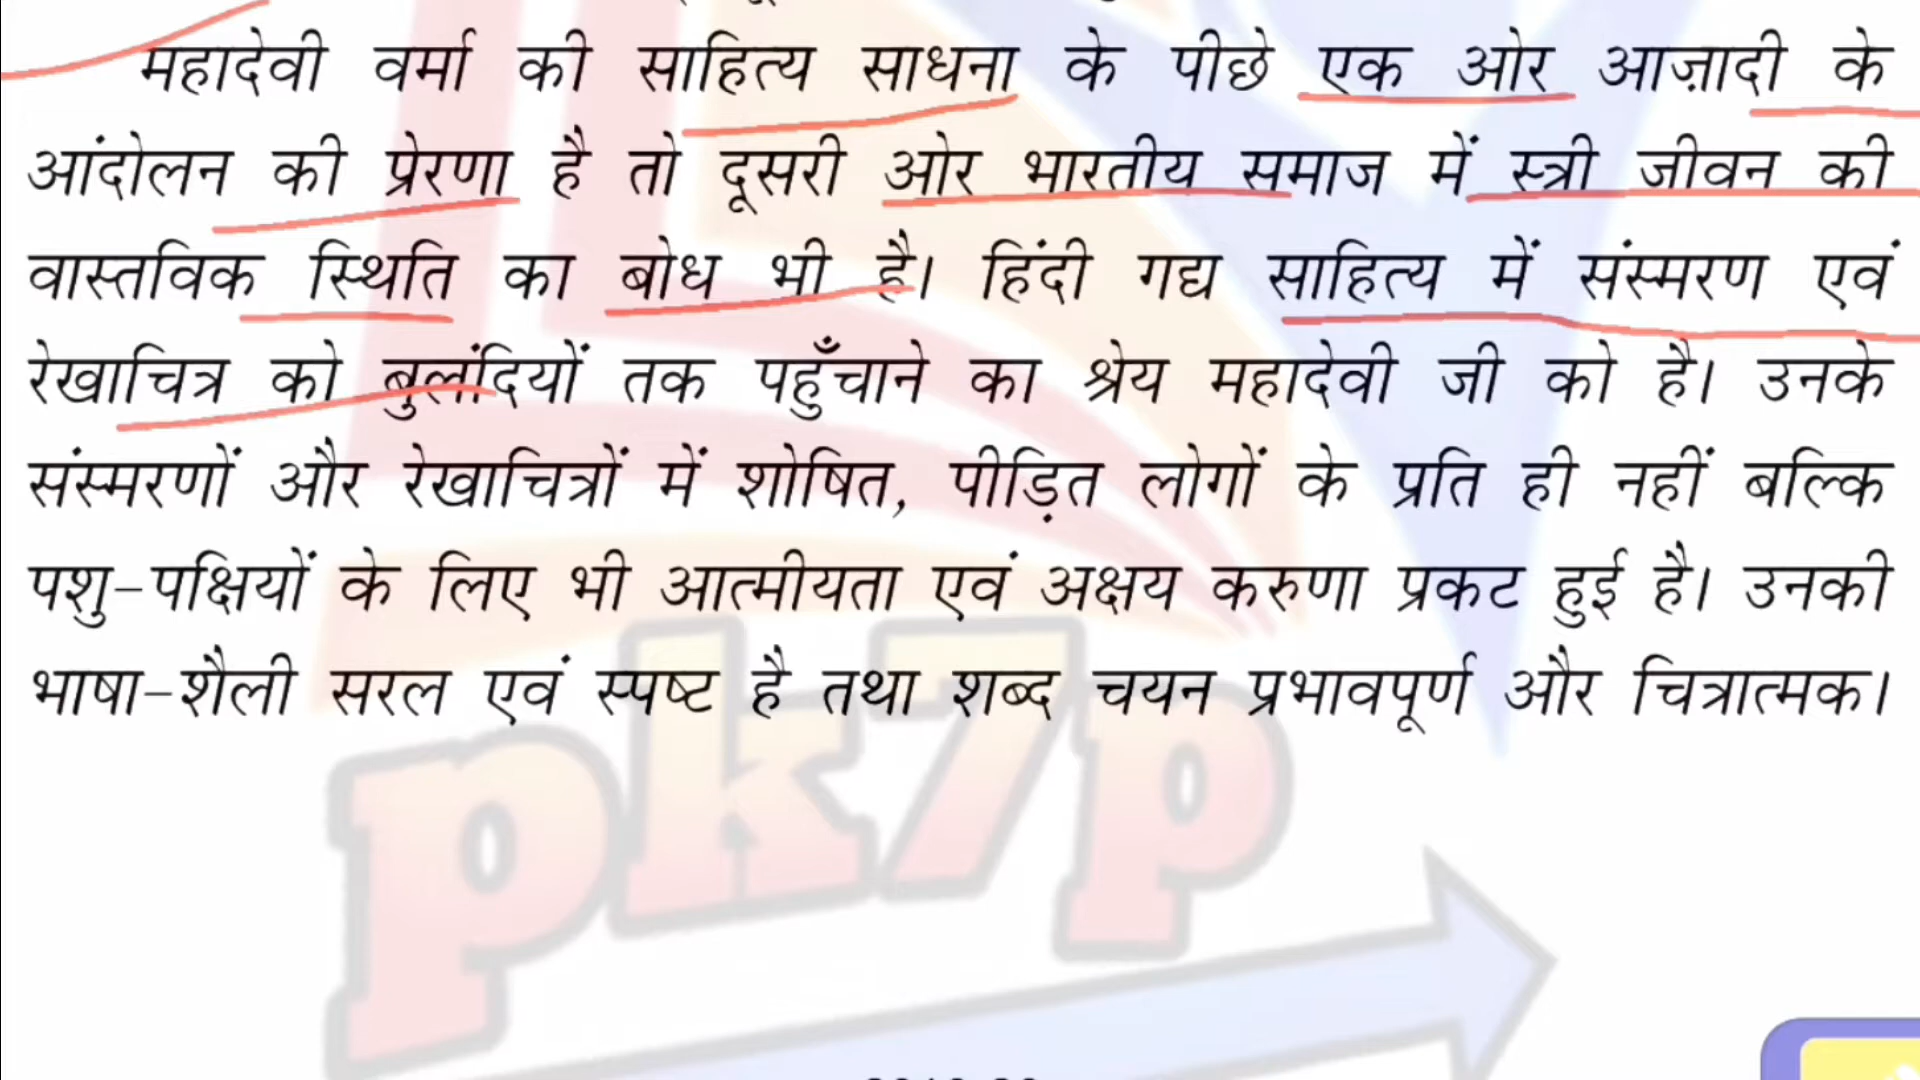 महादेवी वर्मा की साहित्य साधना के पीछे एक ओर आज़ादी के
आंदोलन की प्रेरणा है तो दूसरी ओर भारतीय समाज में स्त्री जीवन की
वास्तविक स्थिति का बोध भी है। हिंदी गद्य साहित्य में संस्मरण एवं
रेखाचित्र को बुलंदियों तक पहुँचाने का श्रेय महादेवी जी को है। उनके
संस्मरणों और रेखाचित्रों में शोषित, पीड़ित लोगों के प्रति ही नहीं बल्कि
पशु-पक्षियों के लिए भी आत्मीयता एवं अक्षय करुणा प्रकट हुई है। उनकी
भाषा-शैली सरल एवं स्पष्ट है तथा शब्द चयन प्रभावपूर्ण और चित्रात्मक।
pk7p